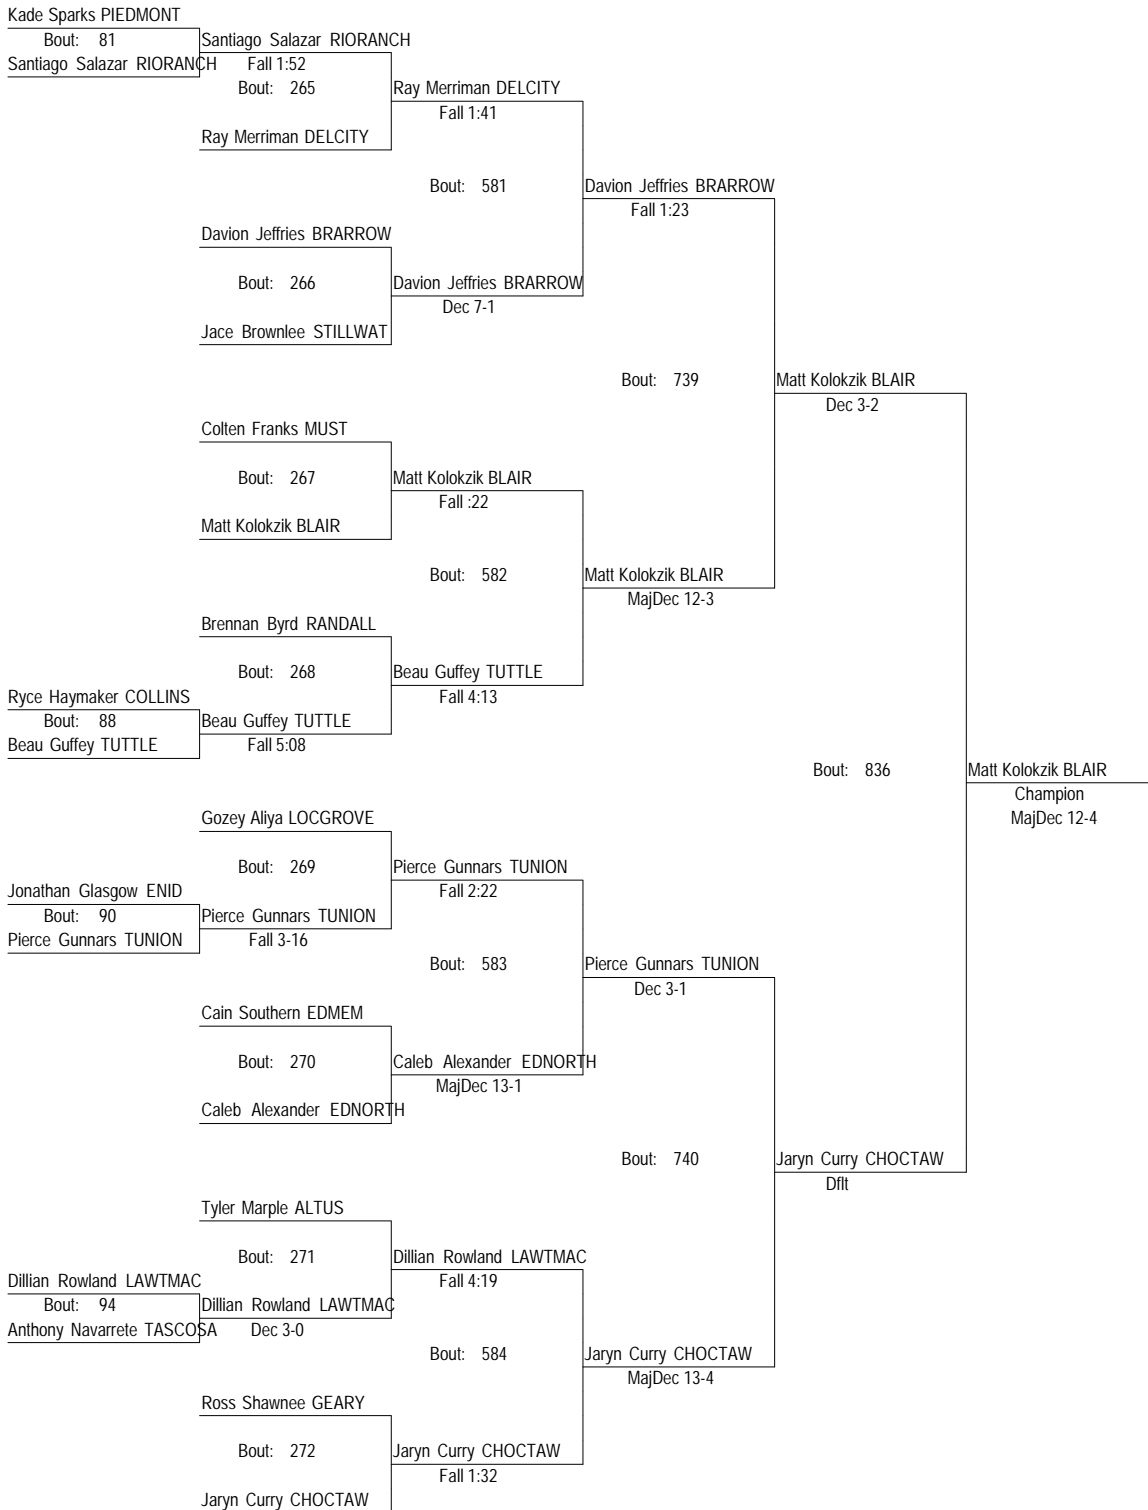 Kade Sparks PIEDMONT
Bout: 81
Santiago Salazar RIORANCH
Santiago Salazar RIORANCH
Fall 1:52
Bout: 265
Ray Merriman DELCITY
Fall 1:41
Ray Merriman DELCITY
Bout: 581
Davion Jeffries BRARROW
Fall 1:23
Davion Jeffries BRARROW
Bout: 266
Davion Jeffries BRARROW
Dec 7-1
Jace Brownlee STILLWAT
Bout: 739
Matt Kolokzik BLAIR
Dec 3-2
Colten Franks MUST
Bout: 267
Matt Kolokzik BLAIR
Fall :22
Matt Kolokzik BLAIR
Bout: 582
Matt Kolokzik BLAIR
MajDec 12-3
Brennan Byrd RANDALL
Bout: 268
Beau Guffey TUTTLE
Fall 4:13
Ryce Haymaker COLLINS
Bout: 88
Beau Guffey TUTTLE
Beau Guffey TUTTLE
Fall 5:08
Bout: 836
Matt Kolokzik BLAIR
Champion
MajDec 12-4
Gozey Aliya LOCGROVE
Bout: 269
Pierce Gunnars TUNION
Fall 2:22
Jonathan Glasgow ENID
Bout: 90
Pierce Gunnars TUNION
Pierce Gunnars TUNION
Fall 3-16
Bout: 583
Pierce Gunnars TUNION
Dec 3-1
Cain Southern EDMEM
Bout: 270
Caleb Alexander EDNORTH
MajDec 13-1
Caleb Alexander EDNORTH
Bout: 740
Jaryn Curry CHOCTAW
Dflt
Tyler Marple ALTUS
Bout: 271
Dillian Rowland LAWTMAC
Fall 4:19
Dillian Rowland LAWTMAC
Bout: 94
Dillian Rowland LAWTMAC
Anthony Navarrete TASCOSA
Dec 3-0
Bout: 584
Jaryn Curry CHOCTAW
MajDec 13-4
Ross Shawnee GEARY
Bout: 272
Jaryn Curry CHOCTAW
Fall 1:32
Jaryn Curry CHOCTAW